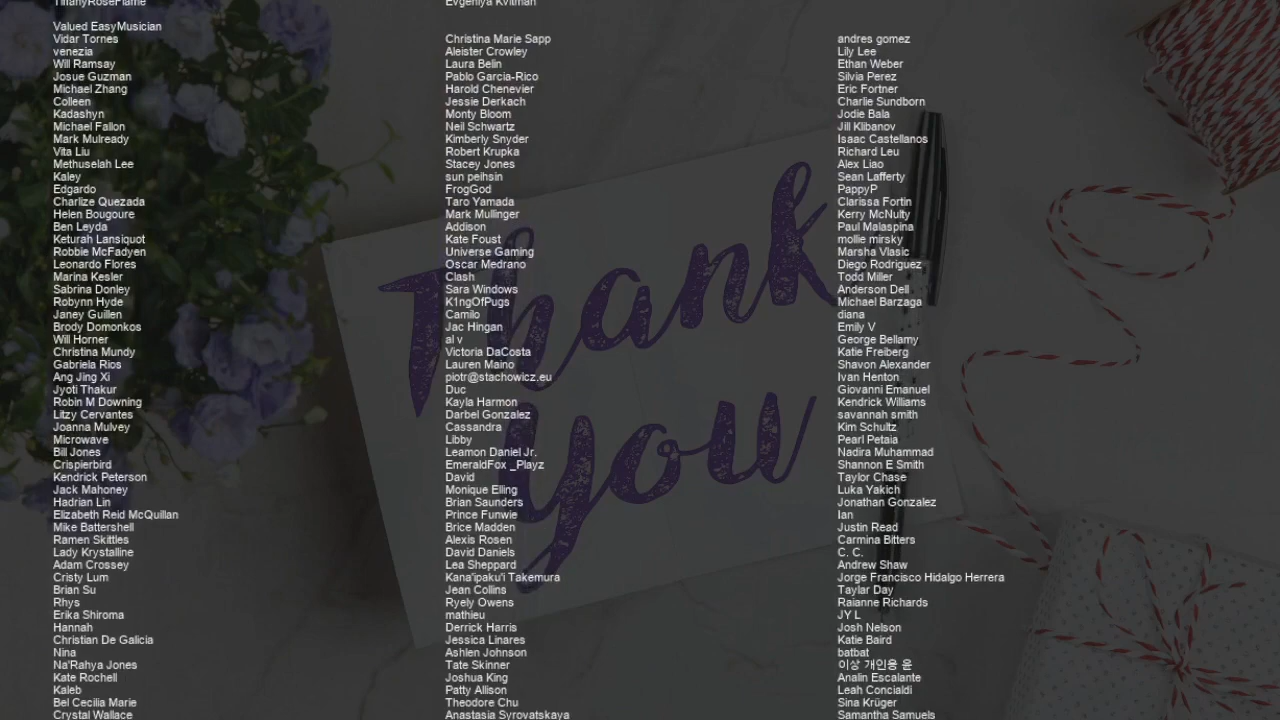 TiffanyRoseFlame
Valued EasyMusician
Vidar Tornes
venezia
Will Ramsay
Josue Guzman
Michael Zhang
Colleen
Kadashyn
Michael Fallon
Mark Mulready
Vita Liu
Methuselah Lee
Kaley
Edgardo
Charlize Quezada
Helen Bougoure
Ben Leyda
Keturah Lansiquot
Robbie McFadyen
Leonardo Flores
Marina Kesler
Sabrina Donley
Robynn Hyde
Janey Guillen
Brody Domonkos
Will Horner
Christina Mundy
Gabriela Rios
Ang Jing Xi
Jyoti Thakur
Robin M Downing
Litzy Cervantes
Joanna Mulvey
Microwave
Bill Jones
Crispierbird
Kendrick Peterson
Jack Mahoney
Hadrian Lin
Elizabeth Reid McQuillan
Mike Battershell
Ramen Skittles
Lady Krystalline
Adam Crossey
Cristy Lum
Brian Su
Rhys
Erika Shiroma
Hannah
Christian De Galicia
Nina
Na'Rahya Jones
Kate Rochell
Kaleb
Bel Cecilia Marie
Crystal Wallace
Evgeniya Kvitman
Christina Marie Sapp
Aleister Crowley
Laura Belin
Pablo Garcia-Rico
Harold Chenevier
Jessie Derkach
Monty Bloom
Neil Schwartz
Kimberly Snyder
Robert Krupka
Stacey Jones
sun peihsin
FrogGod
Taro Yamada
Mark Mullinger
Addison
Kate Foust
Universe Gaming
Oscar Medrano
Clash
Sara Windows
K1ngOfPugs
Camilo
Jac Hingan
al v
Victoria DaCosta
Lauren Maino
piotr@stachowicz.eu
Duc
Kayla Harmon
Darbel Gonzalez
Cassandra
Libby
Leamon Daniel Jr.
EmeraldFox _Playz
David
Monique Elling
Brian Saunders
Prince Funwie
Brice Madden
Alexis Rosen
David Daniels
Lea Sheppard
Kana'ipaku'i Takemura
Jean Collins
Ryely Owens
mathieu
Derrick Harris
Jessica Linares
Ashlen Johnson
Tate Skinner
Joshua King
Patty Allison
Theodore Chu
Anastasia Syrovatskaya
andres gomez
Lily Lee
Ethan Weber
Silvia Perez
Eric Fortner
Charlie Sundborn
Jodie Bala
Jill Klibanov
Isaac Castellanos
Richard Leu
Alex Liao
Sean Lafferty
PappyP
Clarissa Fortin
Kerry McNulty
Paul Malaspina
mollie mirsky
Marsha Vlasic
Diego Rodriguez
Todd Miller
Anderson Dell
Michael Barzaga
diana
Emily V
George Bellamy
Katie Freiberg
Shavon Alexander
Ivan Henton
Giovanni Emanuel
Kendrick Williams
savannah smith
Kim Schultz
Pearl Petaia
Nadira Muhammad
Shannon E Smith
Taylor Chase
Luka Yakich
Jonathan Gonzalez
Ian
Justin Read
Carmina Bitters
C. C.
Andrew Shaw
Jorge Francisco Hidalgo Herrera
Taylar Day
Raianne Richards
JY L
Josh Nelson
Katie Baird
batbat
이상 개인용 윤
Analin Escalante
Leah Concialdi
Sina Krüger
Samantha Samuels
Thank
you